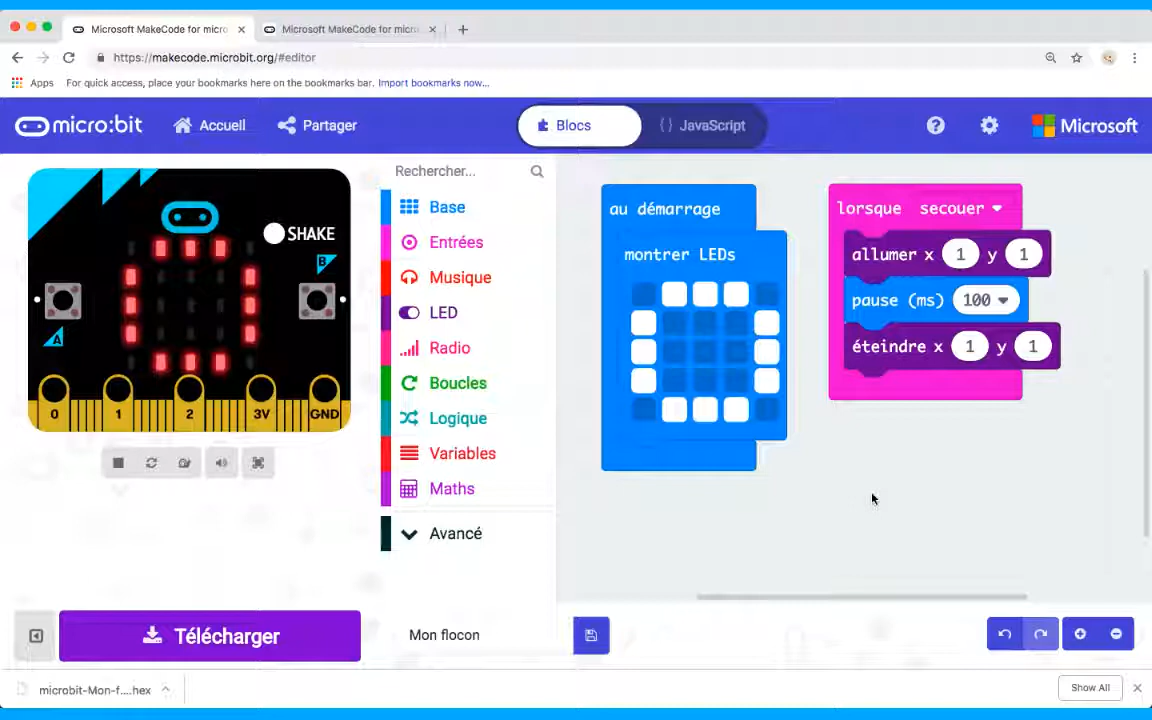 Microsoft MakeCode for micro
Microsoft MakeCode for micro
https://makecode.microbit.org/#editor
Apps For quick access, place your bookmarks here on the bookmarks bar. Import bookmarks now...
micro:bit Accueil Partager Blocs {} JavaScript ? Microsoft
Rechercher...
SHAKE
B
A
0 1 2 3V GND
Base
Entrées
Musique
LED
Radio
Boucles
Logique
Variables
Maths
Avancé
au démarrage
montrer LEDs
lorsque secouer
allumer x 1 y 1
pause (ms) 100
éteindre x 1 y 1
Télécharger
Mon flocon
microbit-Mon-f....hex
Show All